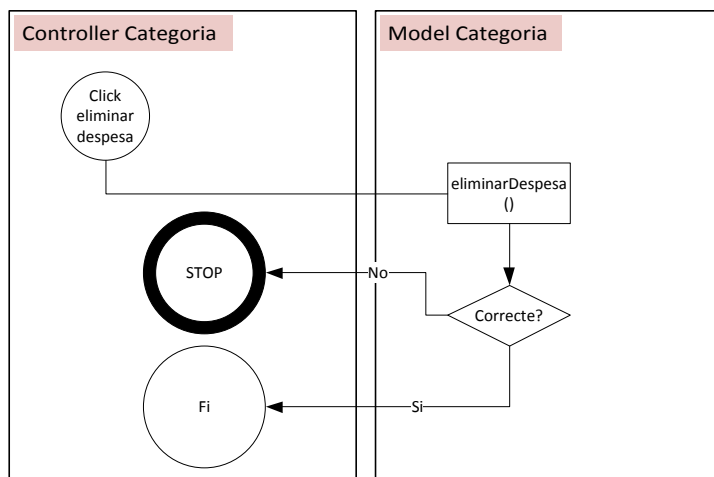 Controller Categoria
Model Categoria
Click
eliminar
despesa
eliminarDespesa
()
STOP
No
Correcte?
Fi
Si